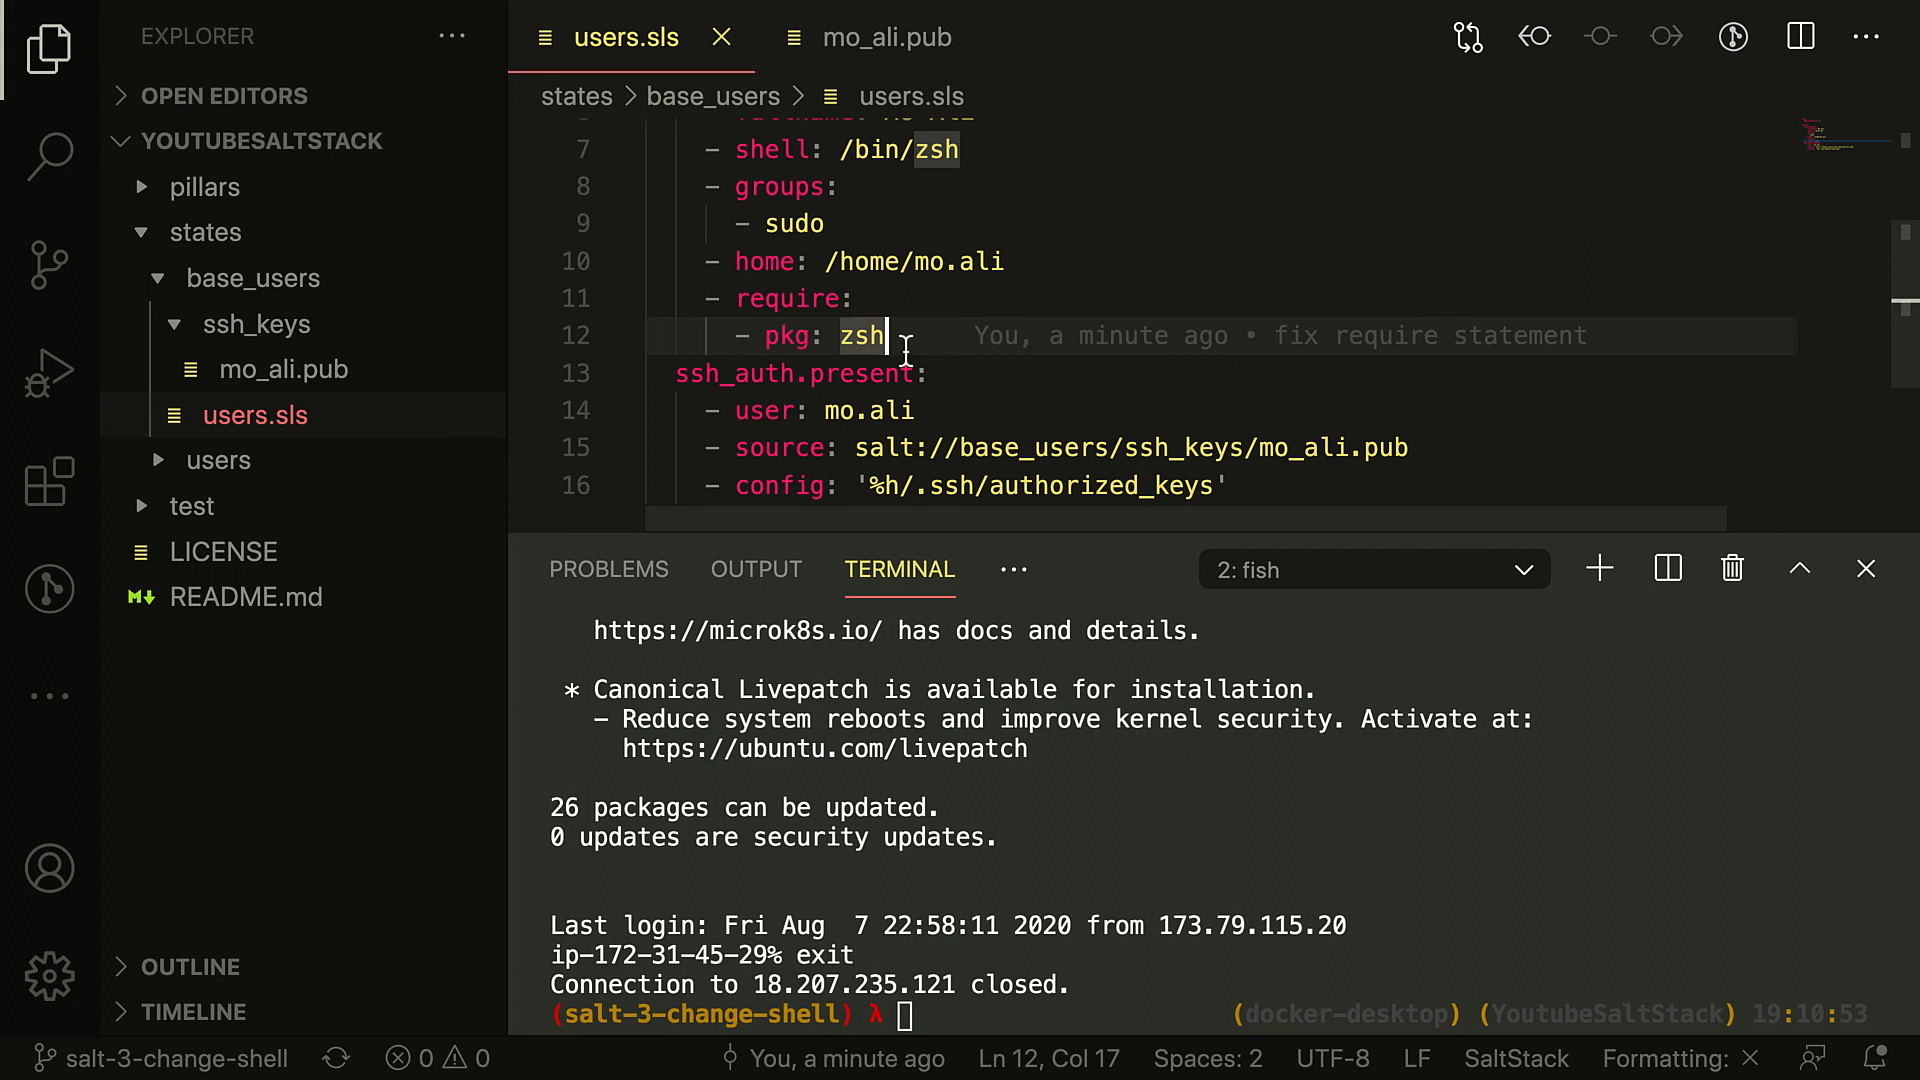 EXPLORER
OPEN EDITORS
YOUTUBESALTSTACK
pillars
states
base_users
ssh_keys
mo_ali.pub
users.sls
users
test
LICENSE
README.md
OUTLINE
TIMELINE
users.sls
mo_ali.pub
states > base_users > users.sls
7 - shell: /bin/zsh
8 - groups:
9 - sudo
10 - home: /home/mo.ali
11 - require:
12 - pkg: zsh You, a minute ago • fix require statement
13 ssh_auth.present:
14 - user: mo.ali
15 - source: salt://base_users/ssh_keys/mo_ali.pub
16 - config: '%h/.ssh/authorized_keys'
PROBLEMS OUTPUT TERMINAL 2: fish
https://microk8s.io/ has docs and details.
* Canonical Livepatch is available for installation.
- Reduce system reboots and improve kernel security. Activate at:
https://ubuntu.com/livepatch
26 packages can be updated.
0 updates are security updates.
Last login: Fri Aug  7 22:58:11 2020 from 173.79.115.20
ip-172-31-45-29% exit
Connection to 18.207.235.121 closed.
(salt-3-change-shell) λ (docker-desktop) (YoutubeSaltStack) 19:10:53
salt-3-change-shell 0 0 You, a minute ago Ln 12, Col 17 Spaces: 2 UTF-8 LF SaltStack Formatting: ×